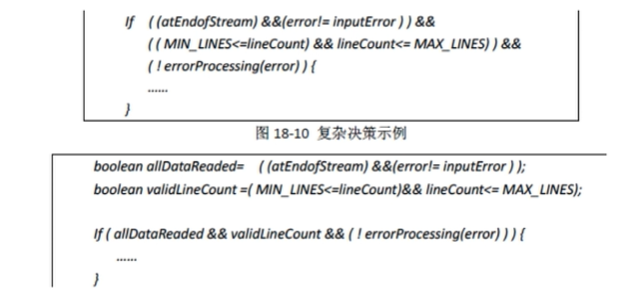 If ( (atEndofStream) &&(error!= inputError ) ) &&
( ( MIN_LINES<=lineCount) && lineCount<= MAX_LINES) ) &&
( ! errorProcessing(error) ) {
……
}
图 18-10 复杂决策示例
boolean allDataReaded= ( (atEndofStream) &&(error!= inputError ) );
boolean validLineCount =( MIN_LINES<=lineCount)&& lineCount<= MAX_LINES);
If ( allDataReaded && validLineCount && ( ! errorProcessing(error) ) ) {
……
}